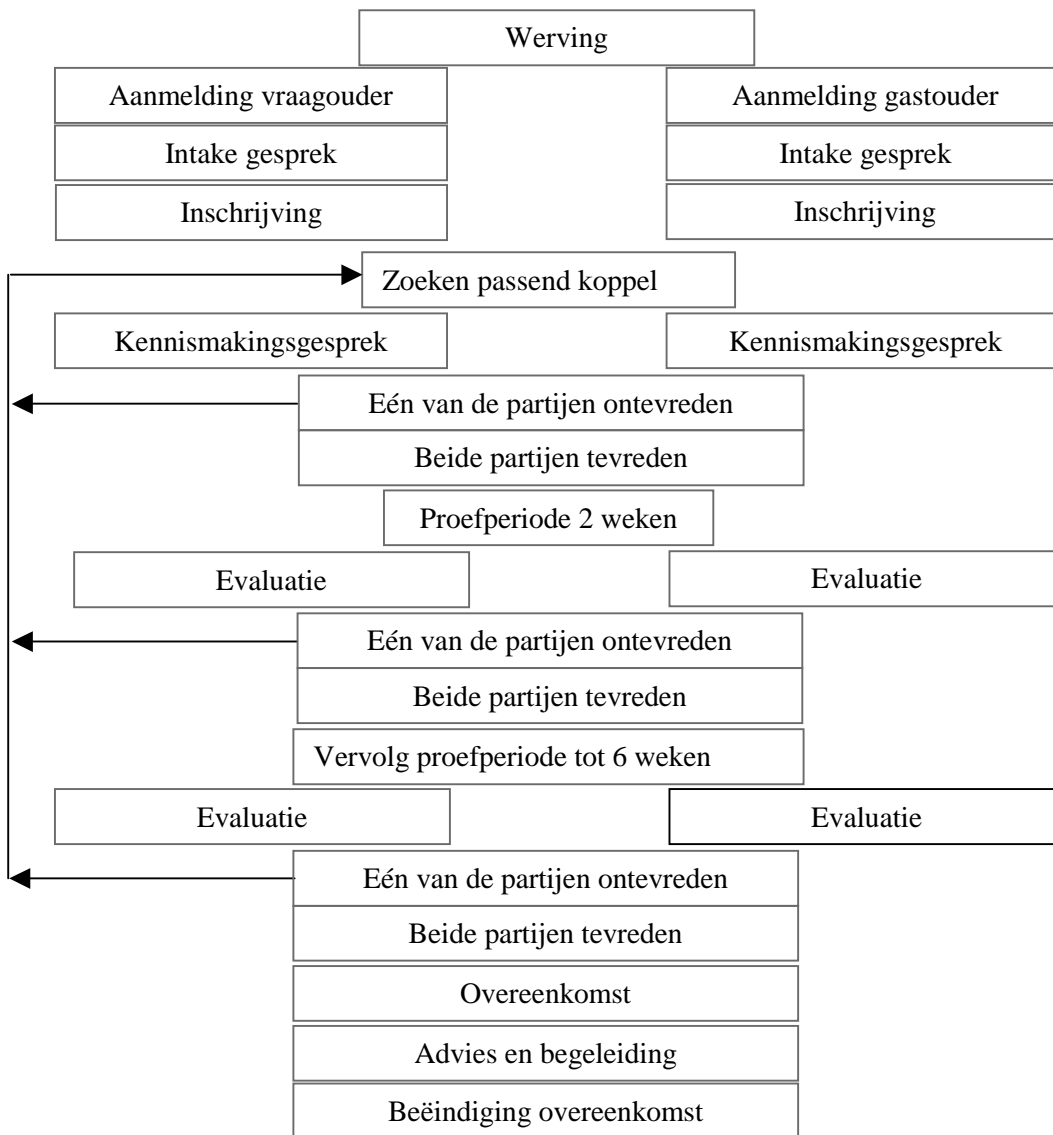 Werving
Aanmelding vraagouder
Aanmelding gastouder
Intake gesprek
Intake gesprek
Inschrijving
Inschrijving
Zoeken passend koppel
Kennismakingsgesprek
Kennismakingsgesprek
Eén van de partijen ontevreden
Beide partijen tevreden
Proefperiode 2 weken
Evaluatie
Evaluatie
Eén van de partijen ontevreden
Beide partijen tevreden
Vervolg proefperiode tot 6 weken
Evaluatie
Evaluatie
Eén van de partijen ontevreden
Beide partijen tevreden
Overeenkomst
Advies en begeleiding
Beëindiging overeenkomst